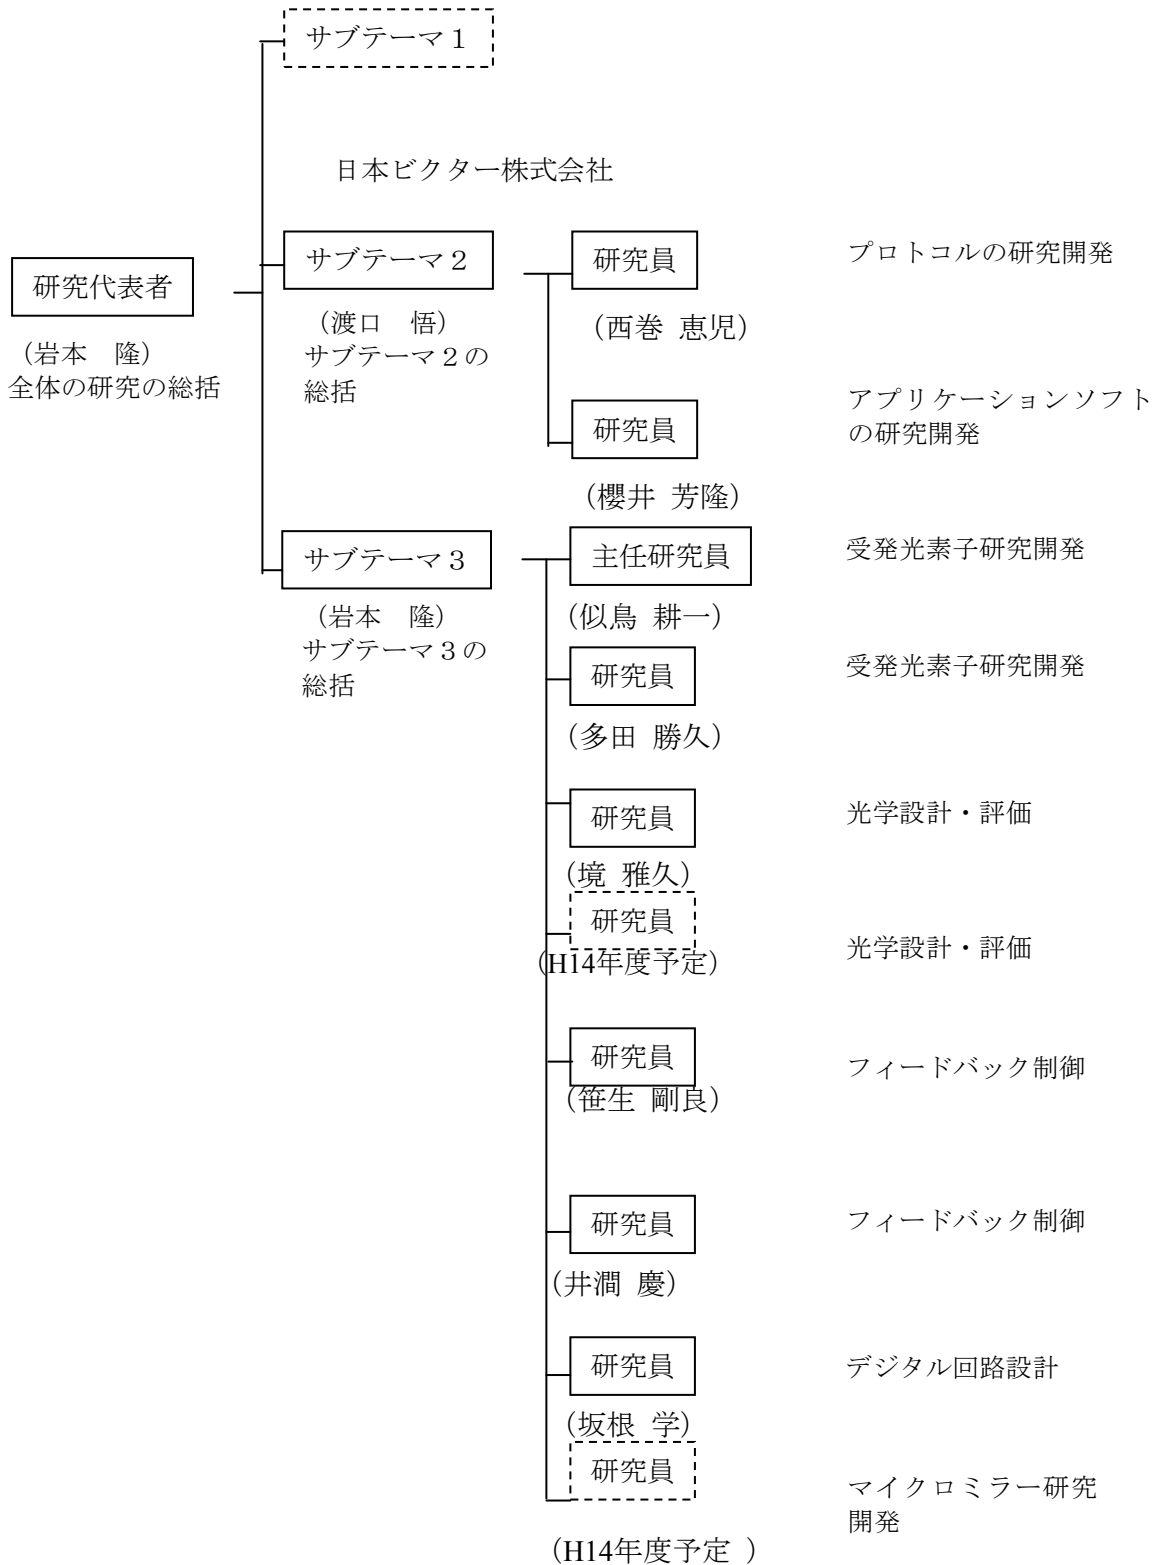 サブテーマ１
日本ビクター株式会社
研究代表者
（岩本　隆）
全体の研究の総括
サブテーマ２
（渡口　悟）
サブテーマ２の
総括
研究員
（西巻 恵児）
プロトコルの研究開発
研究員
（櫻井 芳隆）
アプリケーションソフト
の研究開発
サブテーマ３
（岩本　隆）
サブテーマ３の
総括
主任研究員
（似鳥 耕一）
受発光素子研究開発
研究員
（多田 勝久）
受発光素子研究開発
研究員
（境 雅久）
光学設計・評価
研究員
（H14年度予定）
光学設計・評価
研究員
（笹生 剛良）
フィードバック制御
研究員
（井澗 慶）
フィードバック制御
研究員
（坂根 学）
デジタル回路設計
研究員
（H14年度予定 ）
マイクロミラー研究
開発